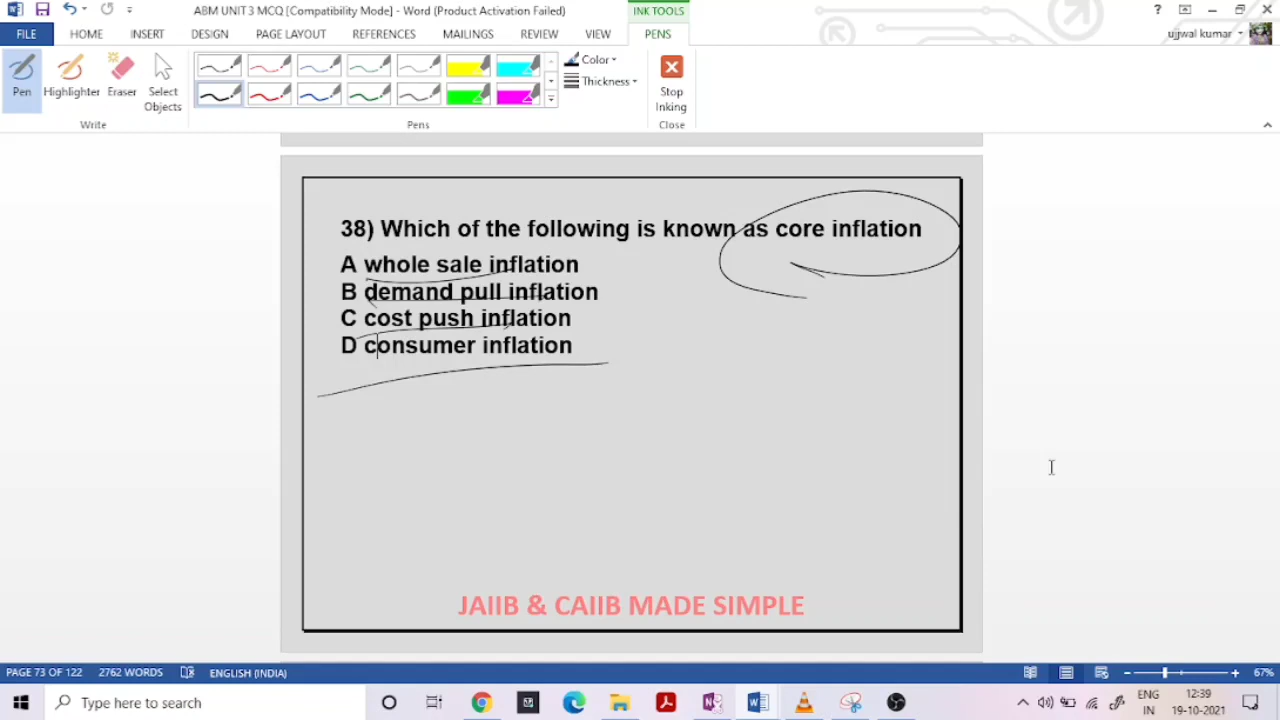 ABM UNIT 3 MCQ [Compatibility Mode] - Word (Product Activation Failed)
INK TOOLS
?
FILE HOME INSERT DESIGN PAGE LAYOUT REFERENCES MAILINGS REVIEW VIEW PENS
ujjwal kumar
Pen Highlighter Eraser Select Objects
Color
Thickness
Stop Inking
Write Pens Close
38) Which of the following is known as core inflation
A whole sale inflation
B demand pull inflation
C cost push inflation
D consumer inflation
JAIIB & CAIIB MADE SIMPLE
PAGE 73 OF 122 2762 WORDS ENGLISH (INDIA) 67%
Type here to search
ENG 12:39
IN 19-10-2021